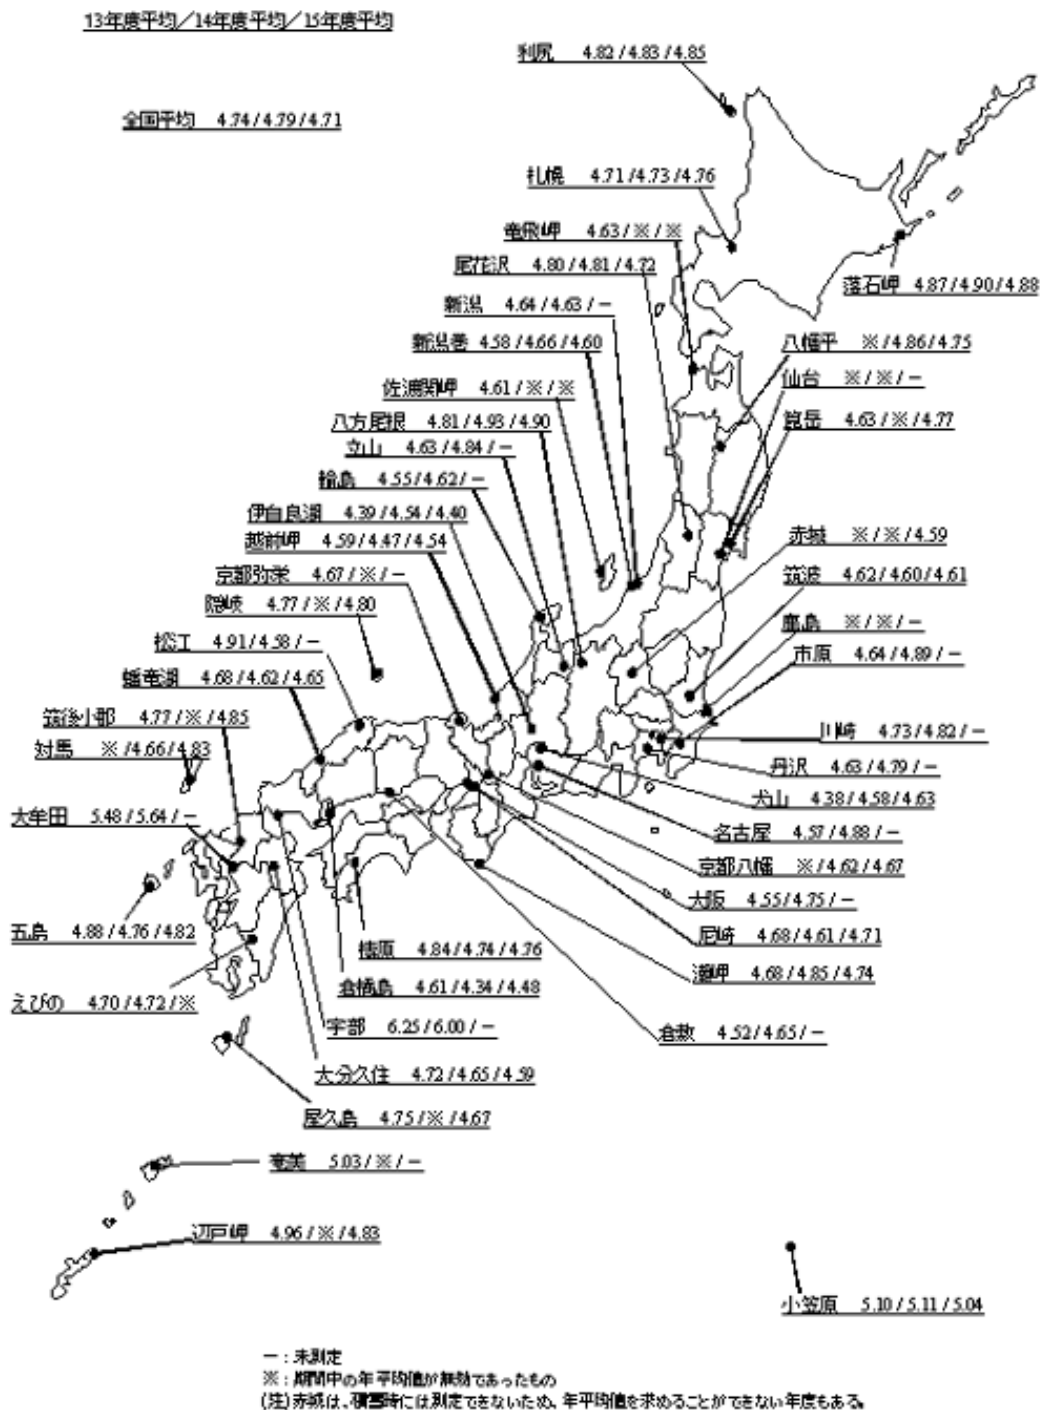 13年度平均／14年度平均／15年度平均
利尻 4.82 / 4.83 / 4.85
全国平均 4.74 / 4.79 / 4.71
札幌 4.71 / 4.73 / 4.76
竜飛岬 4.63 / ※ / ※
尾花沢 4.80 / 4.81 / 4.72
落石岬 4.87 / 4.90 / 4.88
新潟 4.64 / 4.63 / －
新潟巻 4.58 / 4.66 / 4.60
八幡平 ※ / 4.86 / 4.75
仙台 ※ / ※ / －
佐渡関岬 4.61 / ※ / ※
箟岳 4.63 / ※ / 4.77
八方尾根 4.81 / 4.93 / 4.90
立山 4.63 / 4.84 / －
輪島 4.55 / 4.62 / －
伊自良湖 4.39 / 4.54 / 4.40
赤城 ※ / ※ / 4.59
越前岬 4.59 / 4.47 / 4.54
京都弥栄 4.67 / ※ / －
筑波 4.62 / 4.60 / 4.61
隠岐 4.77 / ※ / 4.80
鹿島 ※ / ※ / －
松江 4.91 / 4.58 / －
市原 4.64 / 4.89 / －
蟠竜湖 4.68 / 4.62 / 4.65
筑後小郡 4.77 / ※ / 4.85
川崎 4.73 / 4.82 / －
対馬 ※ / 4.66 / 4.83
丹沢 4.63 / 4.79 / －
犬山 4.38 / 4.58 / 4.63
大牟田 5.48 / 5.64 / －
名古屋 4.57 / 4.88 / －
京都八幡 ※ / 4.62 / 4.67
大阪 4.55 / 4.75 / －
五島 4.88 / 4.76 / 4.82
尼崎 4.68 / 4.61 / 4.71
梼原 4.84 / 4.74 / 4.76
潮岬 4.68 / 4.85 / 4.74
倉橋島 4.61 / 4.34 / 4.48
えびの 4.70 / 4.72 / ※
宇部 6.25 / 6.00 / －
倉敷 4.52 / 4.65 / －
大分久住 4.72 / 4.65 / 4.59
屋久島 4.75 / ※ / 4.67
奄美 5.03 / ※ / －
辺戸岬 4.96 / ※ / 4.83
小笠原 5.10 / 5.11 / 5.04
－：未測定
※：期間中の年平均値が無効であったもの
(注)赤城は、積雪時には測定できないため、年平均値を求めることができない年度もある。